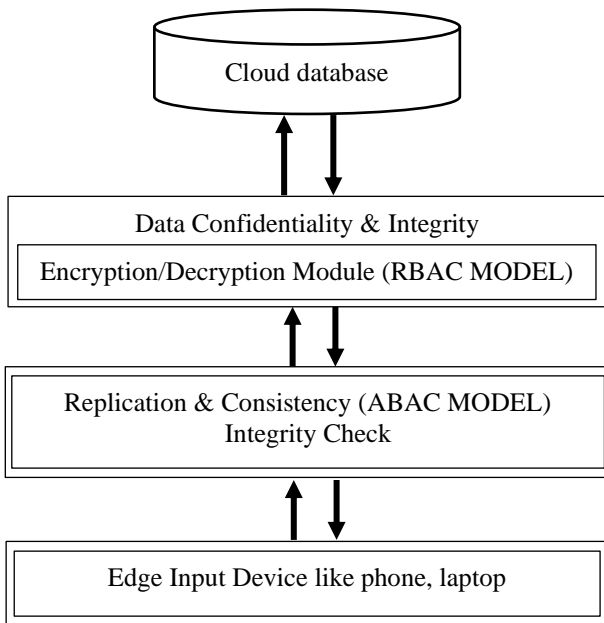 Cloud database
Data Confidentiality & Integrity
Encryption/Decryption Module (RBAC MODEL)
Replication & Consistency (ABAC MODEL)
Integrity Check
Edge Input Device like phone, laptop